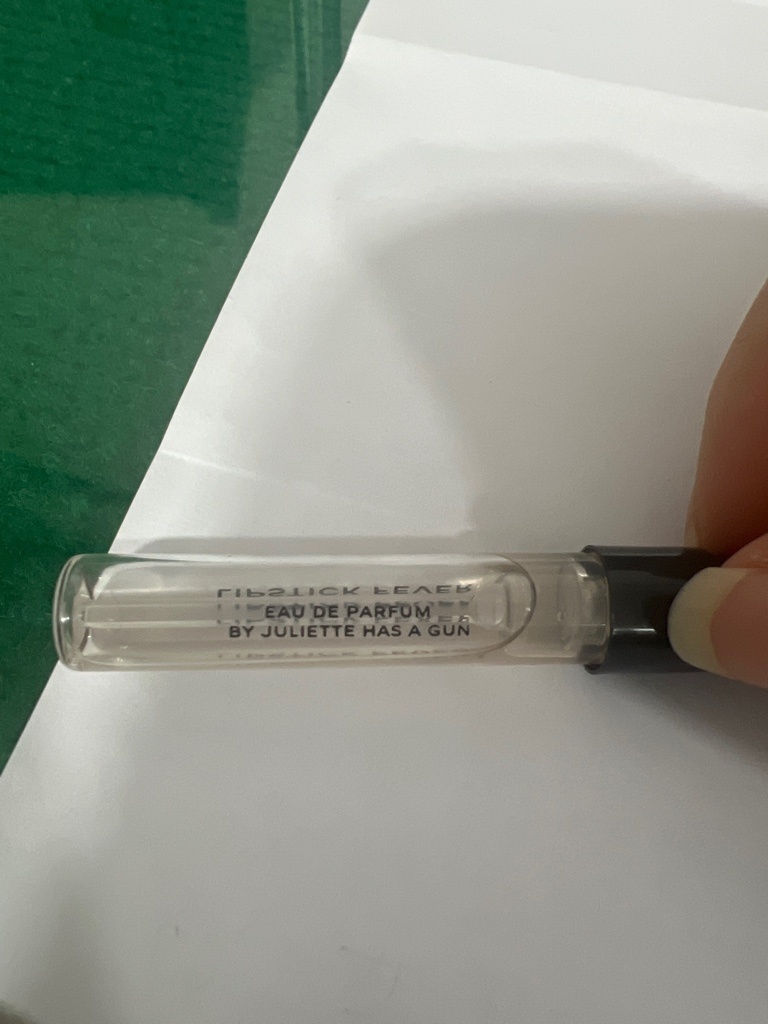 LIPSTICK FEVER
EAU DE PARFUM
BY JULIETTE HAS A GUN